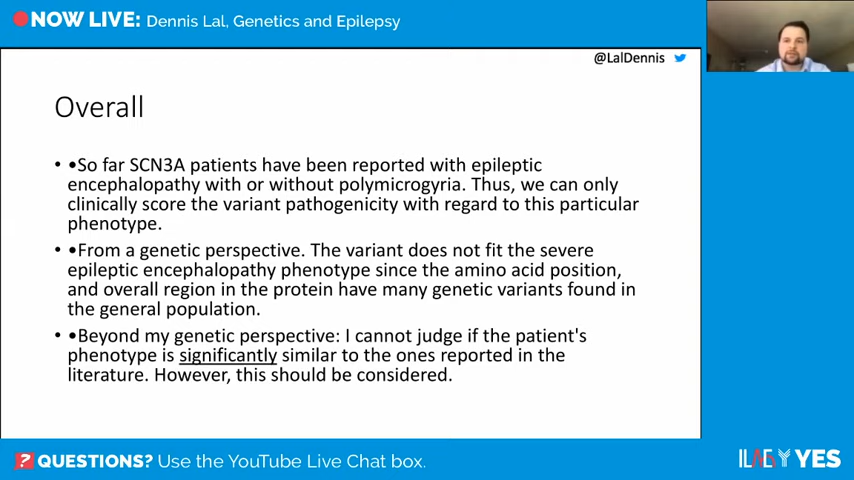 NOW LIVE: Dennis Lal, Genetics and Epilepsy
@LalDennis
Overall
• •So far SCN3A patients have been reported with epileptic
encephalopathy with or without polymicrogyria. Thus, we can only
clinically score the variant pathogenicity with regard to this particular
phenotype.
• •From a genetic perspective. The variant does not fit the severe
epileptic encephalopathy phenotype since the amino acid position,
and overall region in the protein have many genetic variants found in
the general population.
• •Beyond my genetic perspective: I cannot judge if the patient's
phenotype is significantly similar to the ones reported in the
literature. However, this should be considered.
? QUESTIONS? Use the YouTube Live Chat box.
ILAE YES